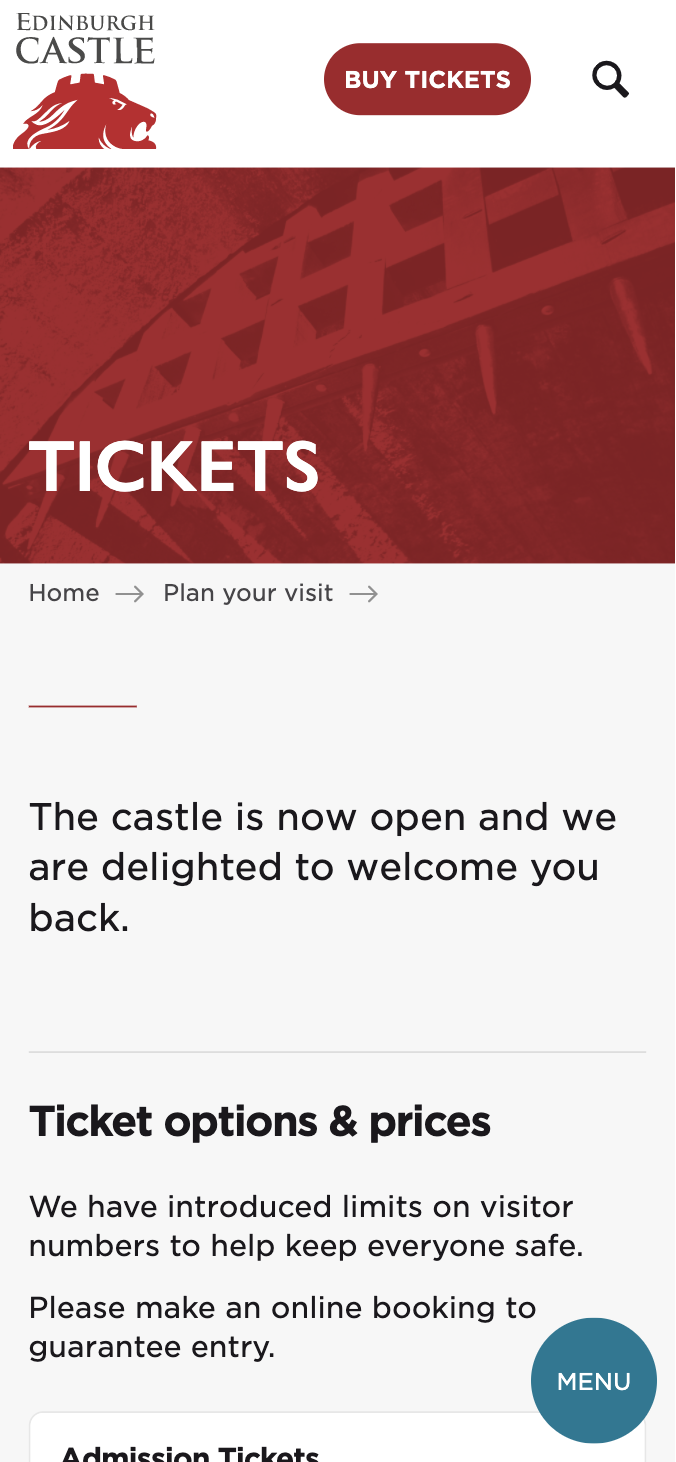 EDINBURGH
CASTLE
BUY TICKETS
TICKETS
Home → Plan your visit →
The castle is now open and we
are delighted to welcome you
back.
Ticket options & prices
We have introduced limits on visitor
numbers to help keep everyone safe.
Please make an online booking to
guarantee entry.
MENU
Admission Tickets